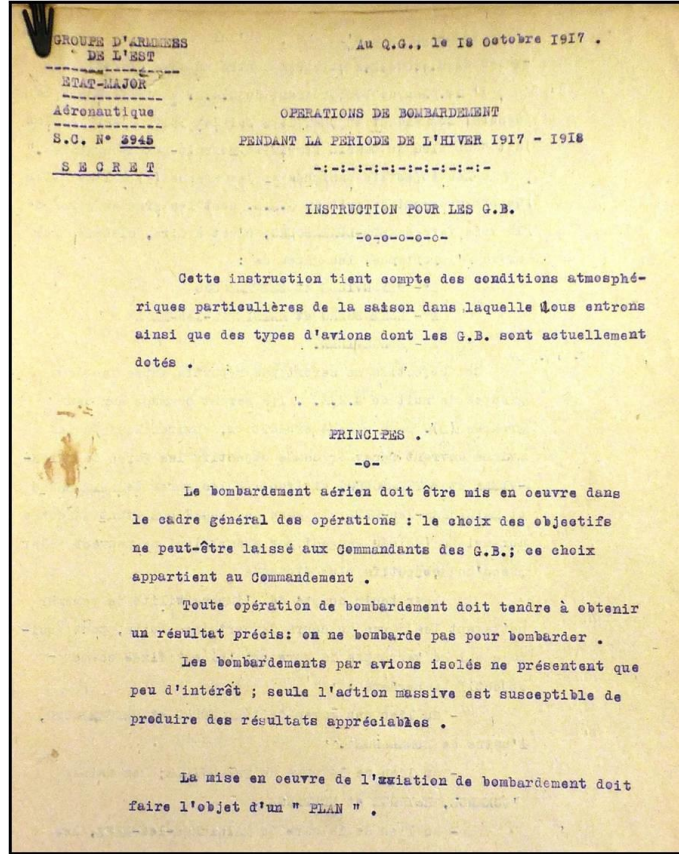 GROUPE D'ARMMEES
DE L'EST
ETAT-MAJOR
Aéronautique
S.C. N° 3945
S E C R E T
Au Q.G., le 18 Octobre 1917 .
OPERATIONS DE BOMBARDEMENT
PENDANT LA PERIODE DE L'HIVER 1917 - 1918
-:-:-:-:-:-:-:-:-:-
INSTRUCTION POUR LES G.B.
-o-o-o-o-o-
Cette instruction tient compte des conditions atmosphé-
riques particulières de la saison dans laquelle nous entrons
ainsi que des types d'avions dont les G.B. sont actuellement
dotés .
PRINCIPES .
-o-
Le bombardement aérien doit être mis en oeuvre dans
le cadre général des opérations : le choix des objectifs
ne peut-être laissé aux Commandants des G.B.; ce choix
appartient au Commandement .
Toute opération de bombardement doit tendre à obtenir
un résultat précis: on ne bombarde pas pour bombarder .
Les bombardements par avions isolés ne présentent que
peu d'intérêt ; seule l'action massive est susceptible de
produire des résultats appréciables .
La mise en oeuvre de l'aviation de bombardement doit
faire l'objet d'un " PLAN " .